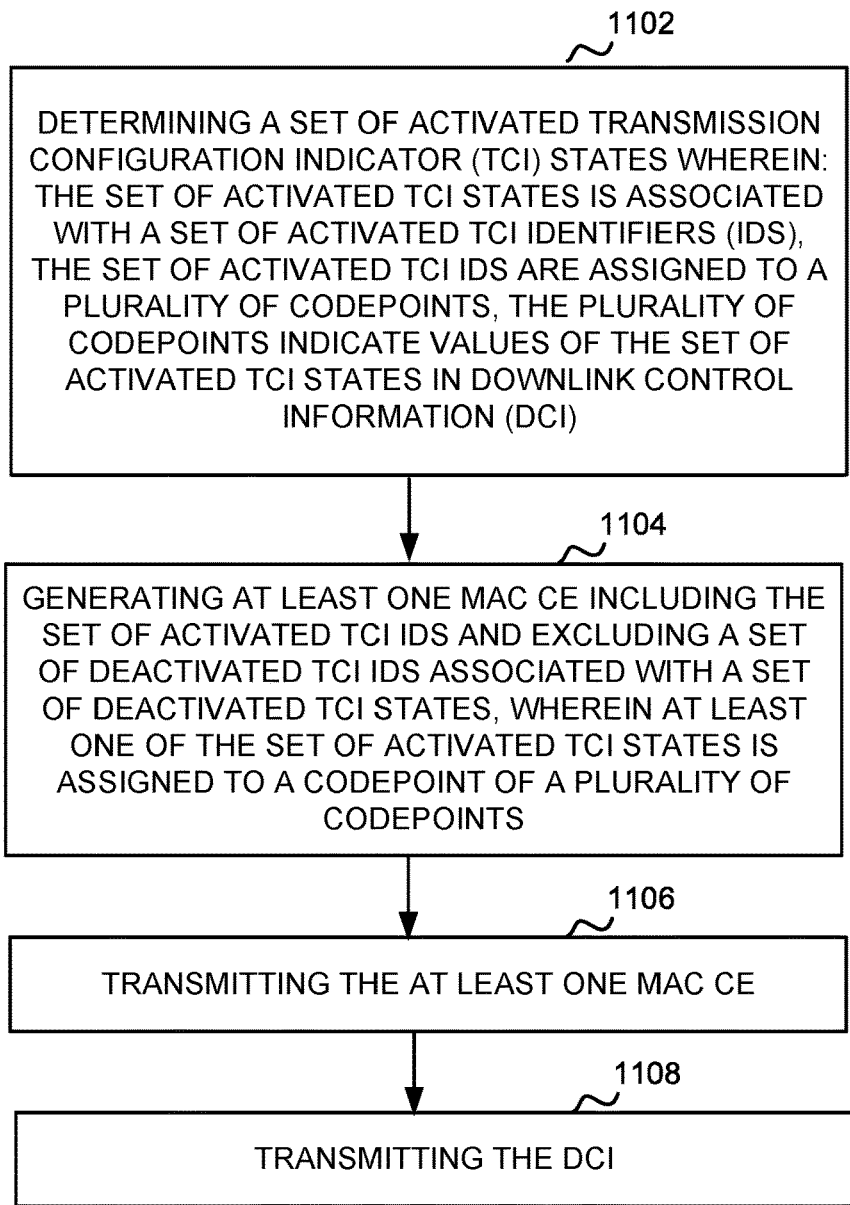 1102
DETERMINING A SET OF ACTIVATED TRANSMISSION
CONFIGURATION INDICATOR (TCI) STATES WHEREIN:
THE SET OF ACTIVATED TCI STATES IS ASSOCIATED
WITH A SET OF ACTIVATED TCI IDENTIFIERS (IDS),
THE SET OF ACTIVATED TCI IDS ARE ASSIGNED TO A
PLURALITY OF CODEPOINTS, THE PLURALITY OF
CODEPOINTS INDICATE VALUES OF THE SET OF
ACTIVATED TCI STATES IN DOWNLINK CONTROL
INFORMATION (DCI)
1104
GENERATING AT LEAST ONE MAC CE INCLUDING THE
SET OF ACTIVATED TCI IDS AND EXCLUDING A SET
OF DEACTIVATED TCI IDS ASSOCIATED WITH A SET
OF DEACTIVATED TCI STATES, WHEREIN AT LEAST
ONE OF THE SET OF ACTIVATED TCI STATES IS
ASSIGNED TO A CODEPOINT OF A PLURALITY OF
CODEPOINTS
1106
TRANSMITTING THE AT LEAST ONE MAC CE
1108
TRANSMITTING THE DCI